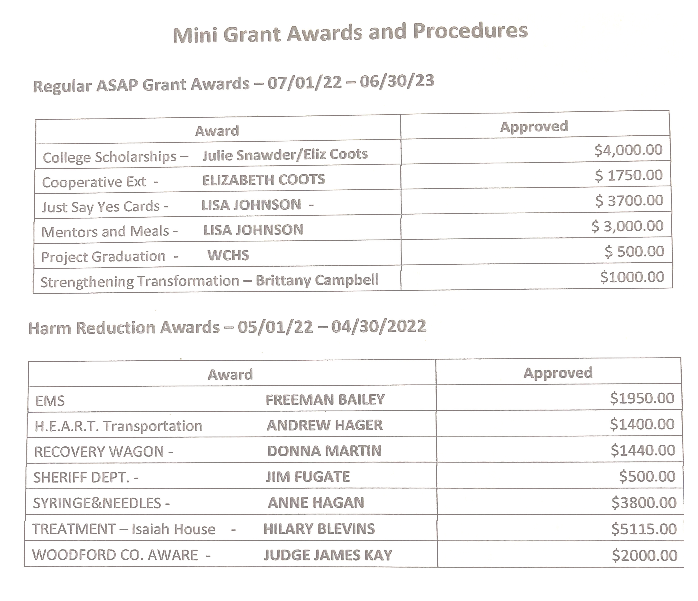 Mini Grant Awards and Procedures
Regular ASAP Grant Awards – 07/01/22 – 06/30/23
Award Approved
College Scholarships – Julie Snawder/Eliz Coots $4,000.00
Cooperative Ext - ELIZABETH COOTS $ 1750.00
Just Say Yes Cards - LISA JOHNSON - $ 3700.00
Mentors and Meals - LISA JOHNSON $ 3,000.00
Project Graduation - WCHS $ 500.00
Strengthening Transformation – Brittany Campbell $1000.00
Harm Reduction Awards – 05/01/22 – 04/30/2022
Award Approved
EMS FREEMAN BAILEY $1950.00
H.E.A.R.T. Transportation ANDREW HAGER $1400.00
RECOVERY WAGON - DONNA MARTIN $1440.00
SHERIFF DEPT. - JIM FUGATE $500.00
SYRINGE&NEEDLES - ANNE HAGAN $3800.00
TREATMENT – Isaiah House - HILARY BLEVINS $5115.00
WOODFORD CO. AWARE - JUDGE JAMES KAY $2000.00